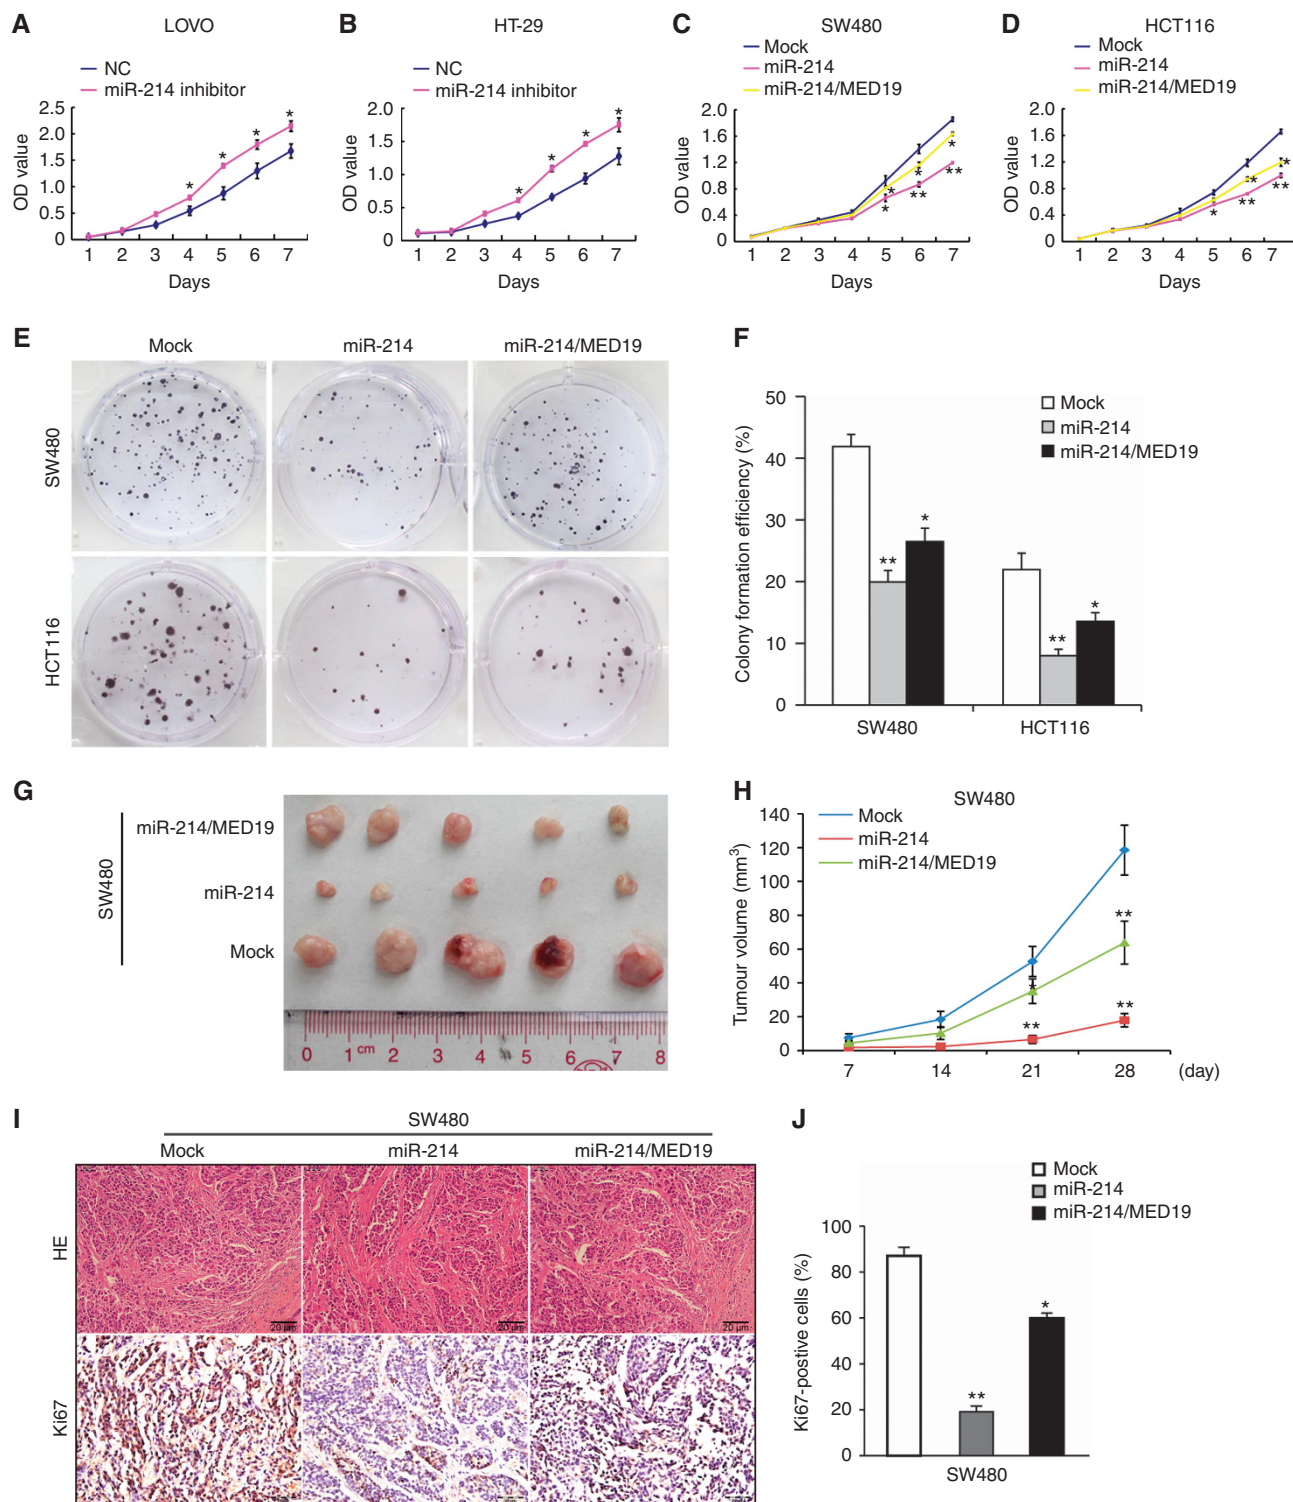 A LOVO
NC
miR-214 inhibitor
OD value
2.5
2.0
1.5
1.0
0.5
0
1 2 3 4 5 6 7
Days
* * * *
B HT-29
NC
miR-214 inhibitor
OD value
2.0
1.5
1.0
0.5
0
1 2 3 4 5 6 7
Days
* * * *
C SW480
Mock
miR-214
miR-214/MED19
OD value
2.0
1.6
1.2
0.8
0.4
0
1 2 3 4 5 6 7
Days
* * *
* ** **
D HCT116
Mock
miR-214
miR-214/MED19
OD value
2.0
1.6
1.2
0.8
0.4
0
1 2 3 4 5 6 7
Days
* *
* ** **
E
Mock miR-214 miR-214/MED19
SW480
HCT116
F
Mock
miR-214
miR-214/MED19
Colony formation efficiency (%)
50
40
30
20
10
0
** *
** *
SW480 HCT116
G
SW480
miR-214/MED19
miR-214
Mock
0 1 cm 2 3 4 5 6 7 8
H SW480
Mock
miR-214
miR-214/MED19
Tumour volume (mm³)
140
120
100
80
60
40
20
0
* **
** **
7 14 21 28 (day)
I SW480
Mock miR-214 miR-214/MED19
HE
20 µm 20 µm 20 µm
Ki67
J
Mock
miR-214
miR-214/MED19
Ki67-postive cells (%)
100
80
60
40
20
0
** *
SW480